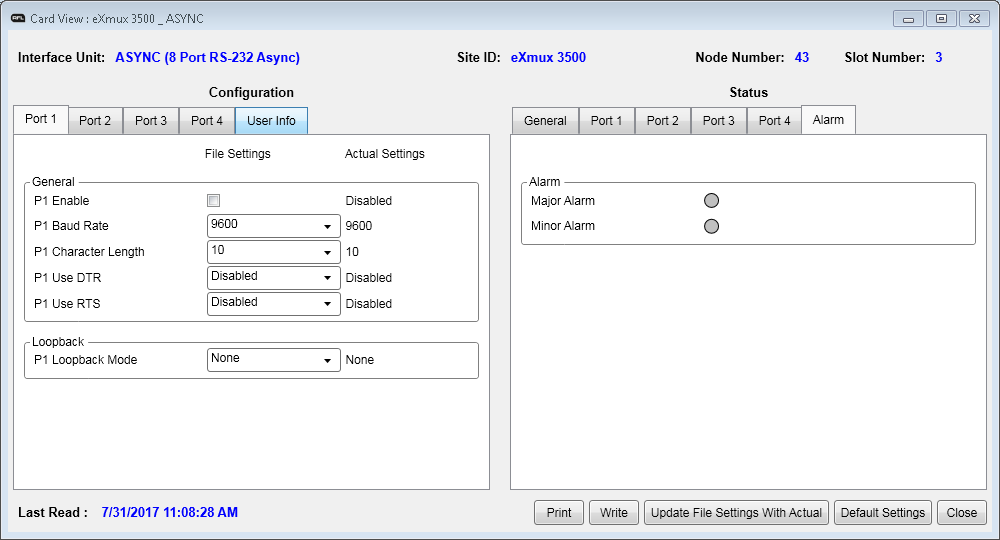 AFL Card View : eXmux 3500 _ ASYNC
Interface Unit: ASYNC (8 Port RS-232 Async) Site ID: eXmux 3500 Node Number: 43 Slot Number: 3
Configuration
Port 1 Port 2 Port 3 Port 4 User Info
File Settings Actual Settings
General
P1 Enable Disabled
P1 Baud Rate 9600 9600
P1 Character Length 10 10
P1 Use DTR Disabled Disabled
P1 Use RTS Disabled Disabled
Loopback
P1 Loopback Mode None None
Status
General Port 1 Port 2 Port 3 Port 4 Alarm
Alarm
Major Alarm
Minor Alarm
Last Read : 7/31/2017 11:08:28 AM
Print Write Update File Settings With Actual Default Settings Close